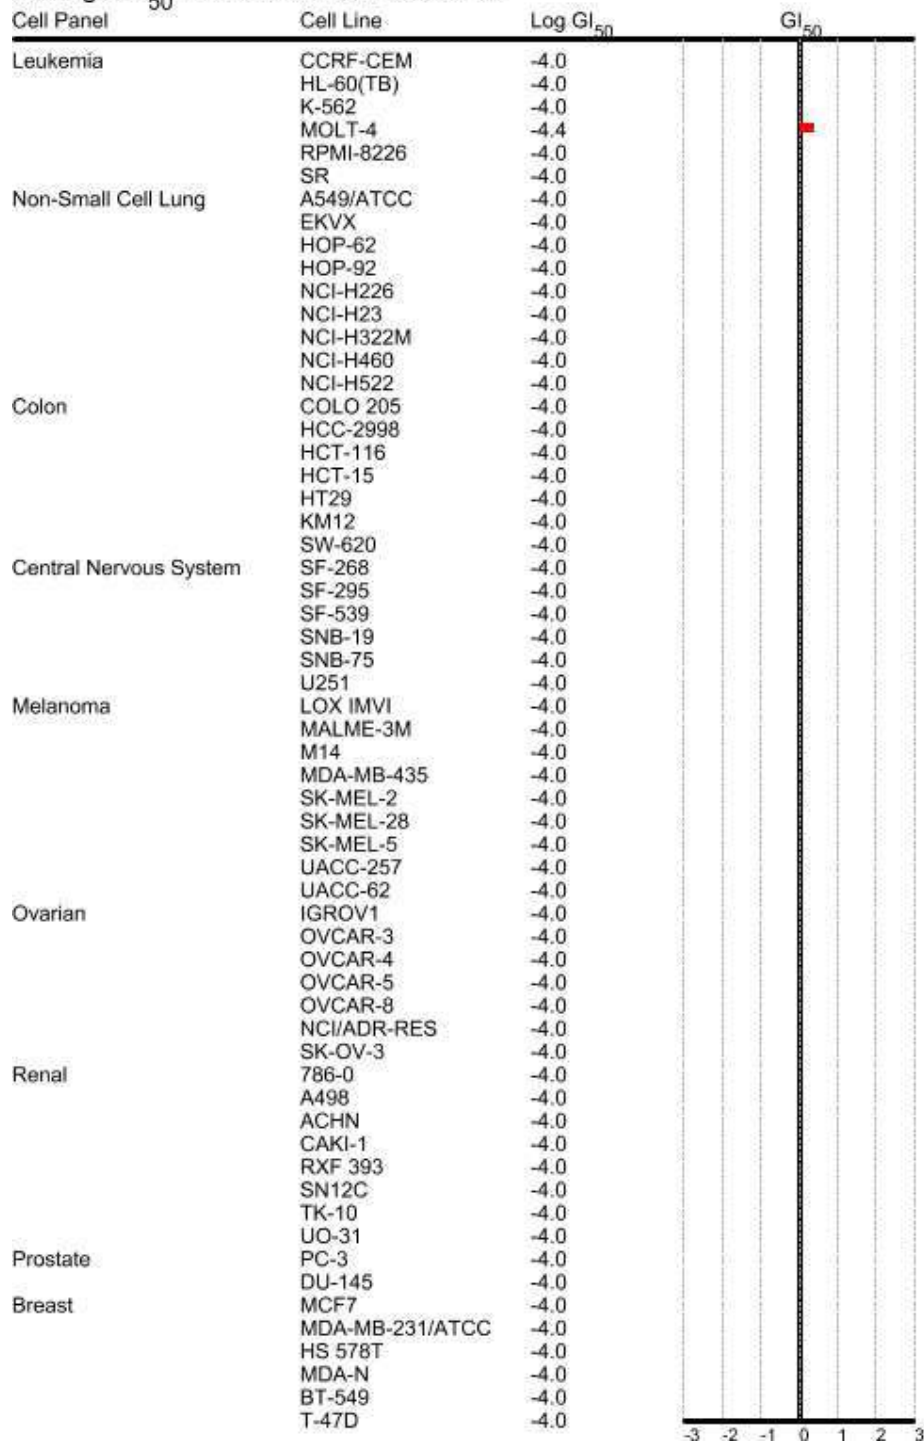 50
Cell Panel Cell Line Log GI50 GI50
Leukemia CCRF-CEM -4.0
HL-60(TB) -4.0
K-562 -4.0
MOLT-4 -4.4
RPMI-8226 -4.0
SR -4.0
Non-Small Cell Lung A549/ATCC -4.0
EKVX -4.0
HOP-62 -4.0
HOP-92 -4.0
NCI-H226 -4.0
NCI-H23 -4.0
NCI-H322M -4.0
NCI-H460 -4.0
NCI-H522 -4.0
Colon COLO 205 -4.0
HCC-2998 -4.0
HCT-116 -4.0
HCT-15 -4.0
HT29 -4.0
KM12 -4.0
SW-620 -4.0
Central Nervous System SF-268 -4.0
SF-295 -4.0
SF-539 -4.0
SNB-19 -4.0
SNB-75 -4.0
U251 -4.0
Melanoma LOX IMVI -4.0
MALME-3M -4.0
M14 -4.0
MDA-MB-435 -4.0
SK-MEL-2 -4.0
SK-MEL-28 -4.0
SK-MEL-5 -4.0
UACC-257 -4.0
UACC-62 -4.0
Ovarian IGROV1 -4.0
OVCAR-3 -4.0
OVCAR-4 -4.0
OVCAR-5 -4.0
OVCAR-8 -4.0
NCI/ADR-RES -4.0
SK-OV-3 -4.0
Renal 786-0 -4.0
A498 -4.0
ACHN -4.0
CAKI-1 -4.0
RXF 393 -4.0
SN12C -4.0
TK-10 -4.0
UO-31 -4.0
Prostate PC-3 -4.0
DU-145 -4.0
Breast MCF7 -4.0
MDA-MB-231/ATCC -4.0
HS 578T -4.0
MDA-N -4.0
BT-549 -4.0
T-47D -4.0
-3 -2 -1 0 1 2 3